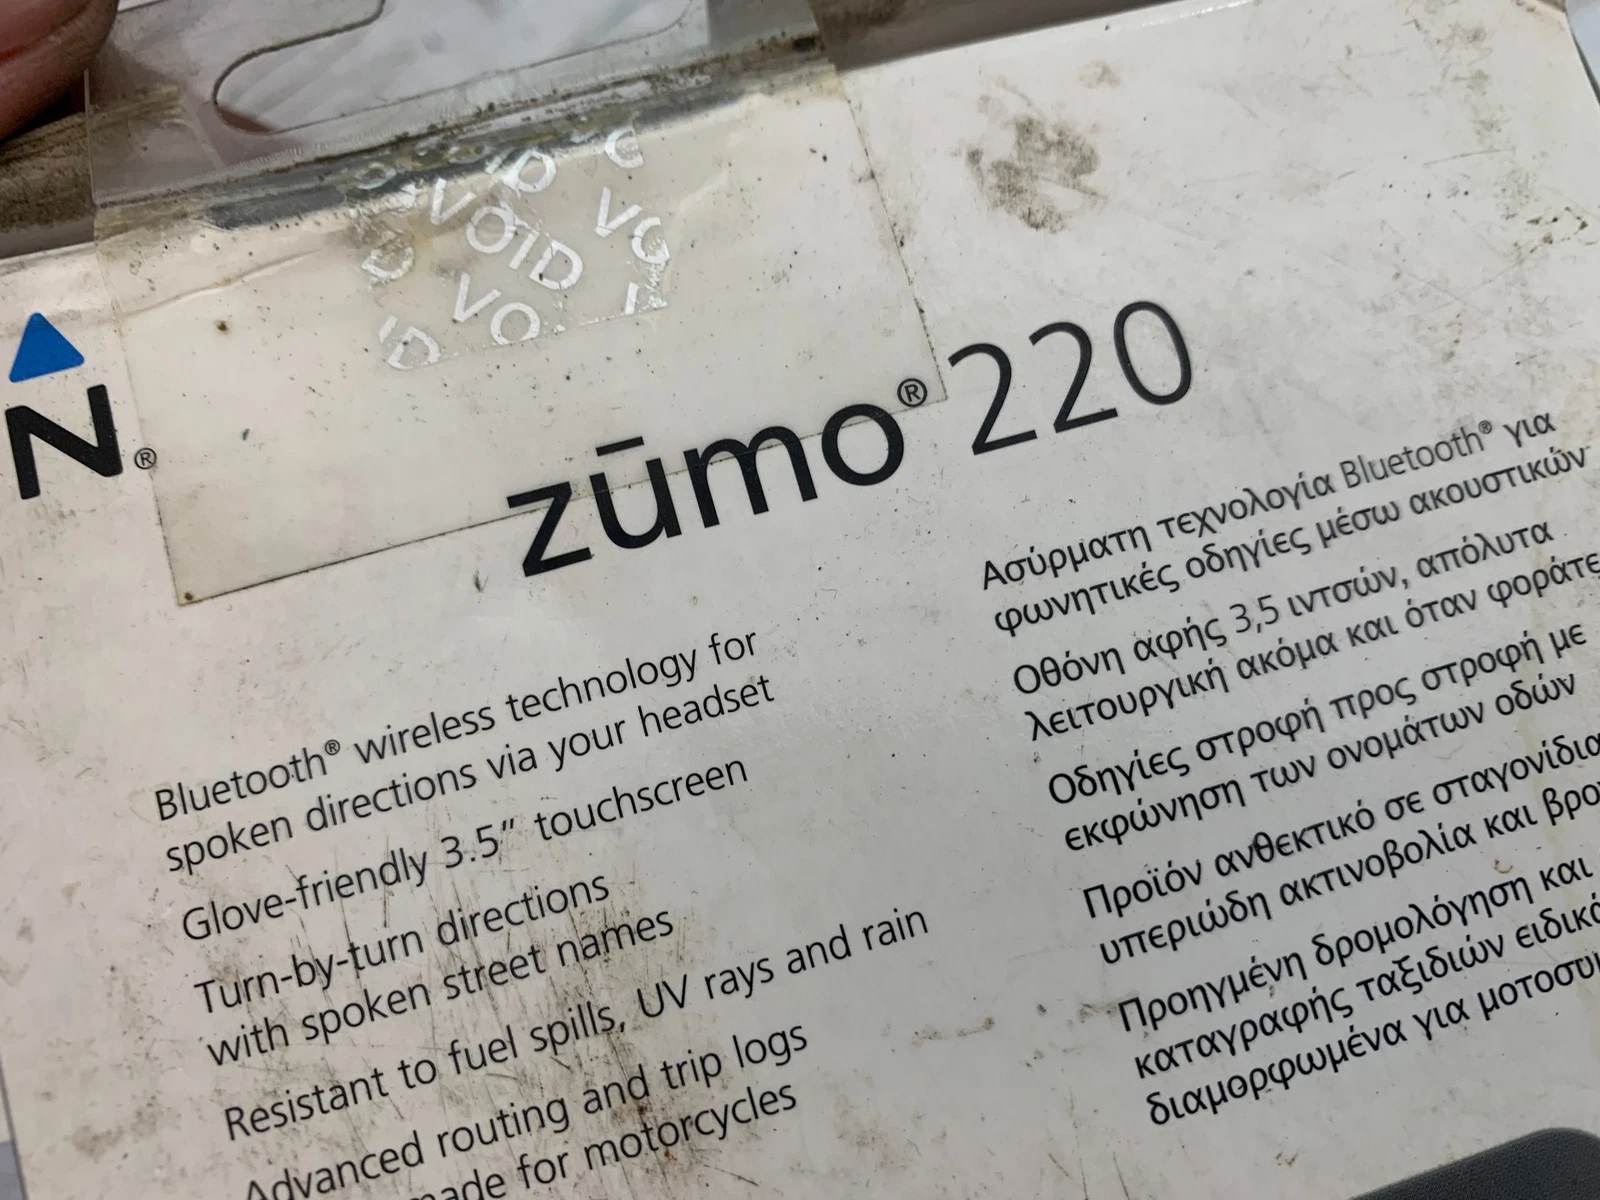 VOID
N®
zūmo® 220
Bluetooth® wireless technology for
spoken directions via your headset
Glove-friendly 3.5″ touchscreen
Turn-by-turn directions
with spoken street names
Resistant to fuel spills, UV rays and rain
Advanced routing and trip logs
made for motorcycles
Ασύρματη τεχνολογία Bluetooth® για
φωνητικές οδηγίες μέσω ακουστικών
Οθόνη αφής 3,5 ιντσών, απόλυτα
λειτουργική ακόμα και όταν φοράτε
Οδηγίες στροφή προς στροφή με
εκφώνηση των ονομάτων οδών
Προϊόν ανθεκτικό σε σταγονίδια
υπεριώδη ακτινοβολία και
Προηγμένη δρομολόγηση και
καταγραφής ταξιδιών
διαμορφωμένα για